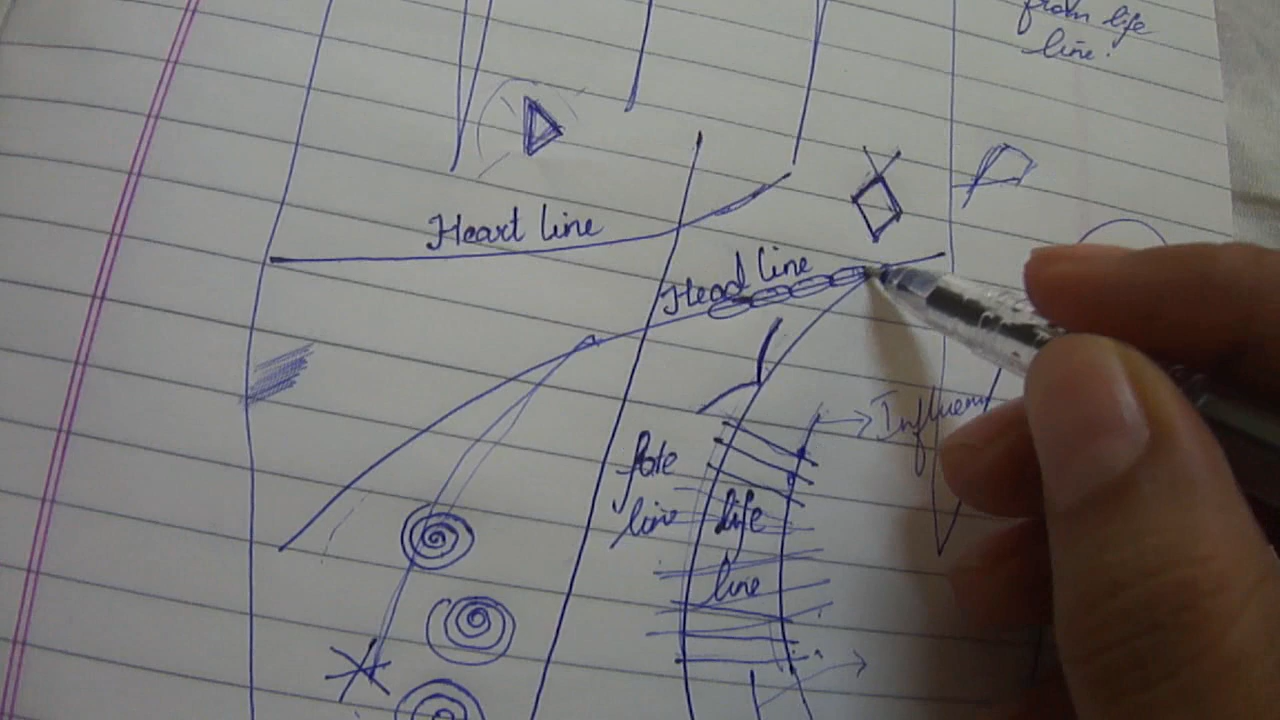 from life
line.
Heart line
Head line
Influen
fate
line
life
line